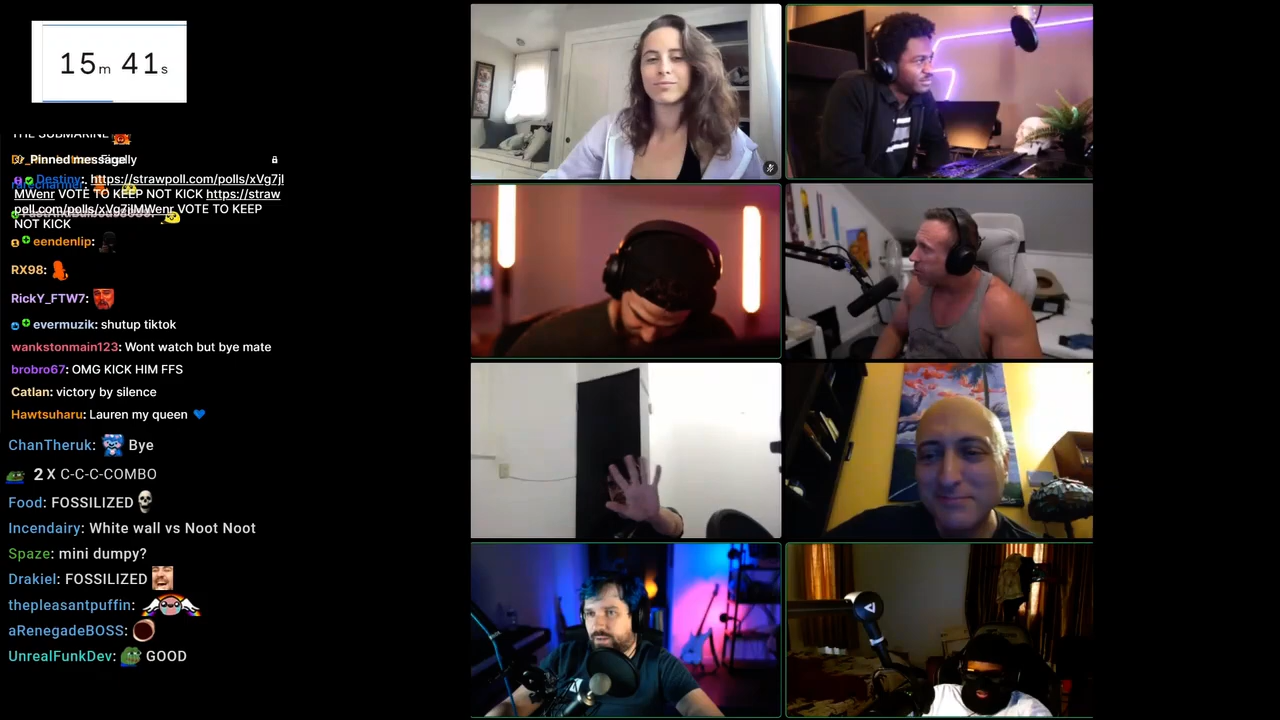 15m 41s
THE SUBMARINE
Pinned message
Destiny: https://strawpoll.com/polls/xVg7jl
MWenr VOTE TO KEEP NOT KICK https://straw
poll.com/polls/xVg7jlMWenr VOTE TO KEEP
NOT KICK
eendenlip:
RX98:
RickY_FTW7:
evermuzik: shutup tiktok
wankstonmain123: Wont watch but bye mate
brobro67: OMG KICK HIM FFS
Catlan: victory by silence
Hawtsuharu: Lauren my queen
ChanTheruk: Bye
2 X C-C-C-COMBO
Food: FOSSILIZED
Incendairy: White wall vs Noot Noot
Spaze: mini dumpy?
Drakiel: FOSSILIZED
thepleasantpuffin:
aRenegadeBOSS:
UnrealFunkDev: GOOD